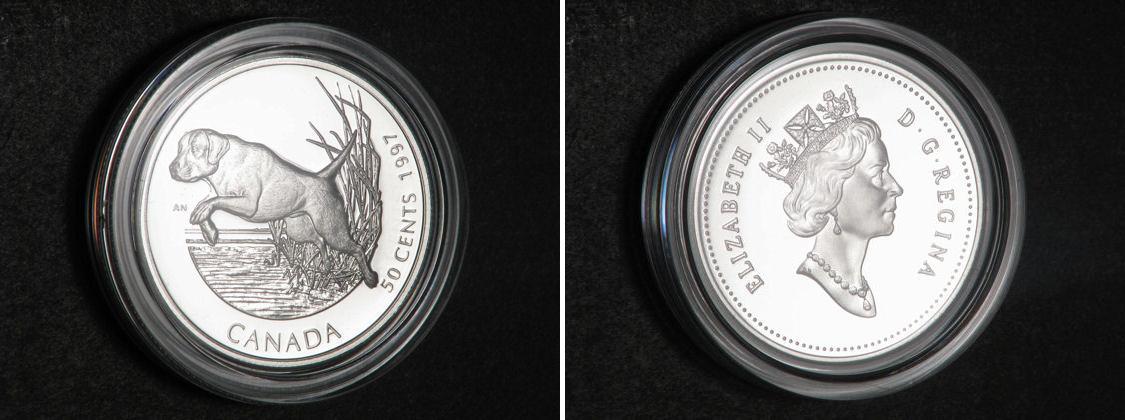 AN
50 CENTS 1997
CANADA
ELIZABETH II D·G·REGINA